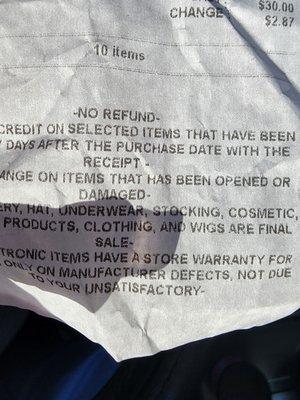 $30.00
CHANGE: $2.87
10 items
-NO REFUND-
CREDIT ON SELECTED ITEMS THAT HAVE BEEN
DAYS AFTER THE PURCHASE DATE WITH THE
RECEIPT -
ANGE ON ITEMS THAT HAS BEEN OPENED OR
DAMAGED-
ERY, HAT, UNDERWEAR, STOCKING, COSMETIC,
PRODUCTS, CLOTHING, AND WIGS ARE FINAL
SALE-
TRONIC ITEMS HAVE A STORE WARRANTY FOR
ONLY ON MANUFACTURER DEFECTS, NOT DUE
TO YOUR UNSATISFACTORY-